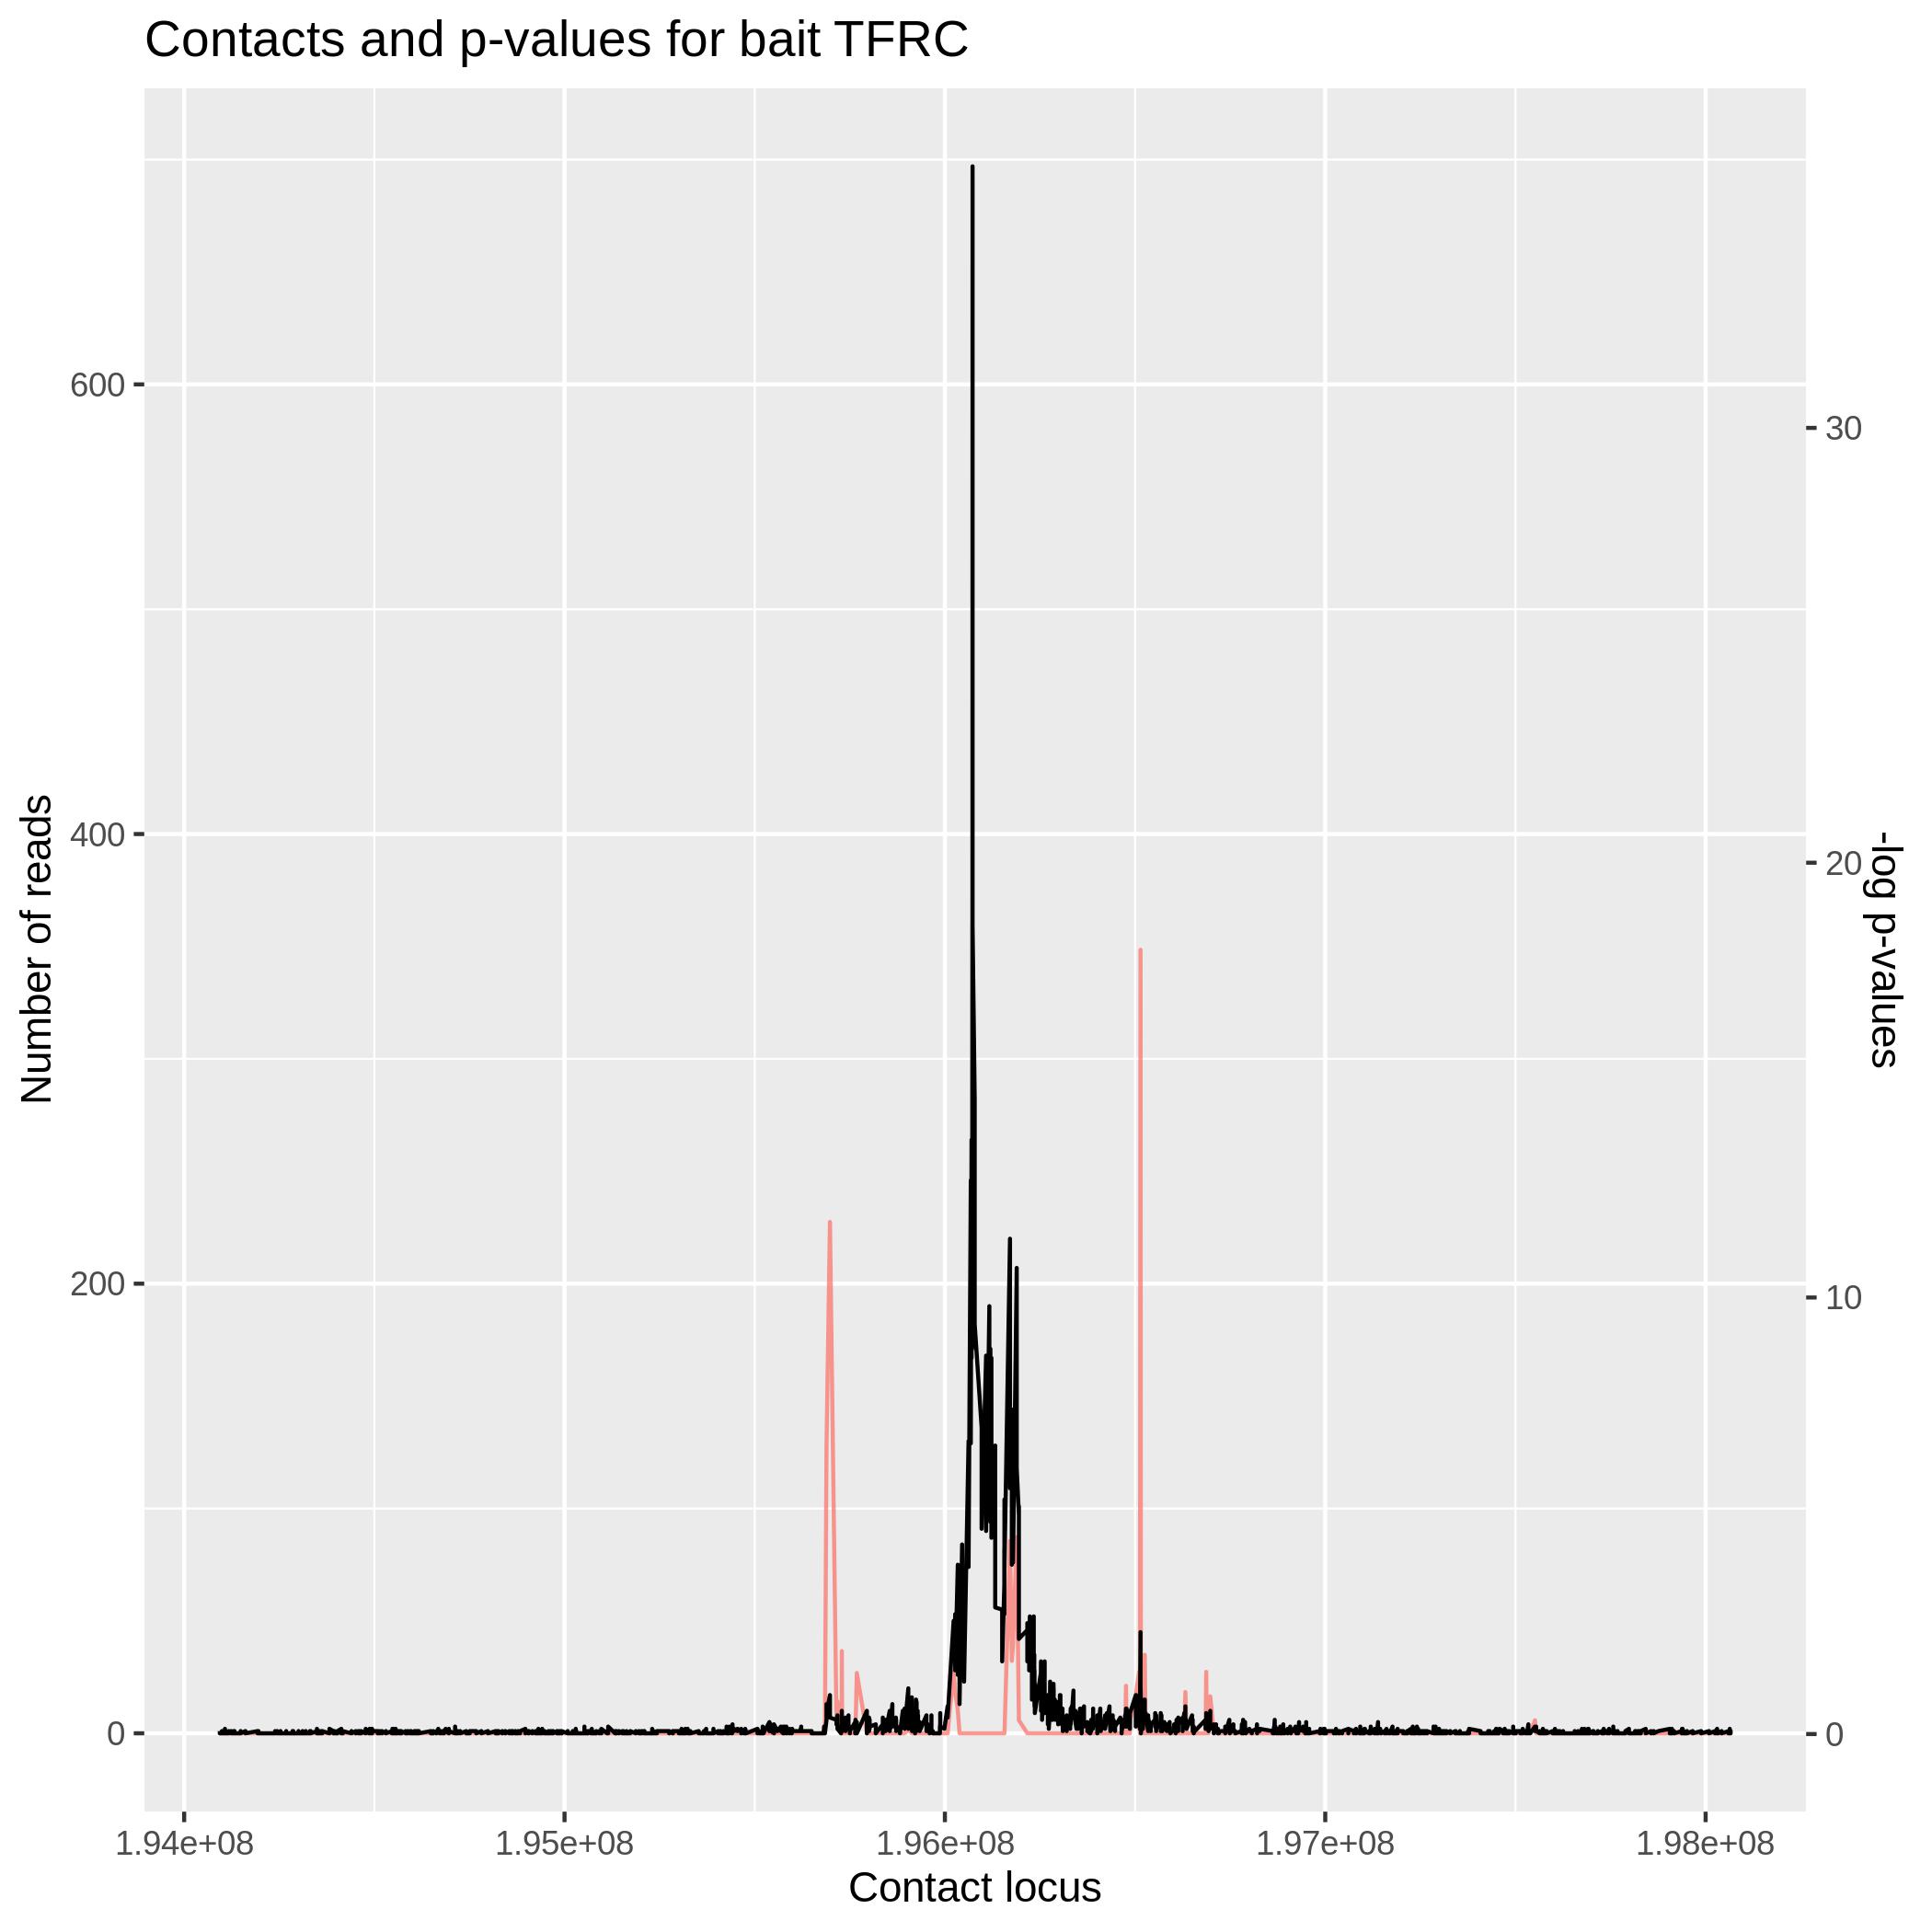 Contacts and p-values for bait TFRC
Number of reads
600
400
200
0
30
20
10
0
-log p-values
1.94e+08
1.95e+08
1.96e+08
1.97e+08
1.98e+08
Contact locus